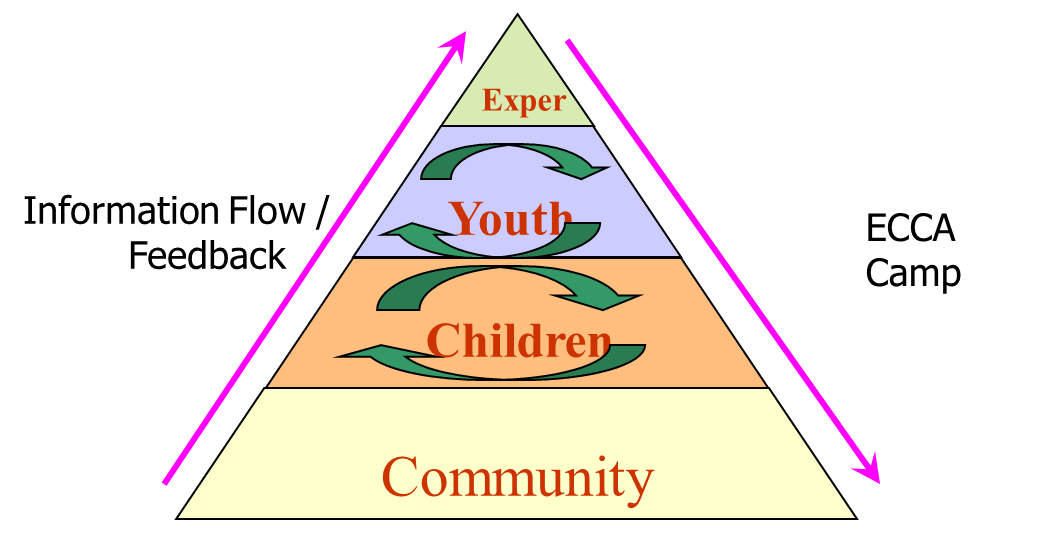 Exper
Information Flow /
Feedback
Youth
ECCA
Camp
Children
Community